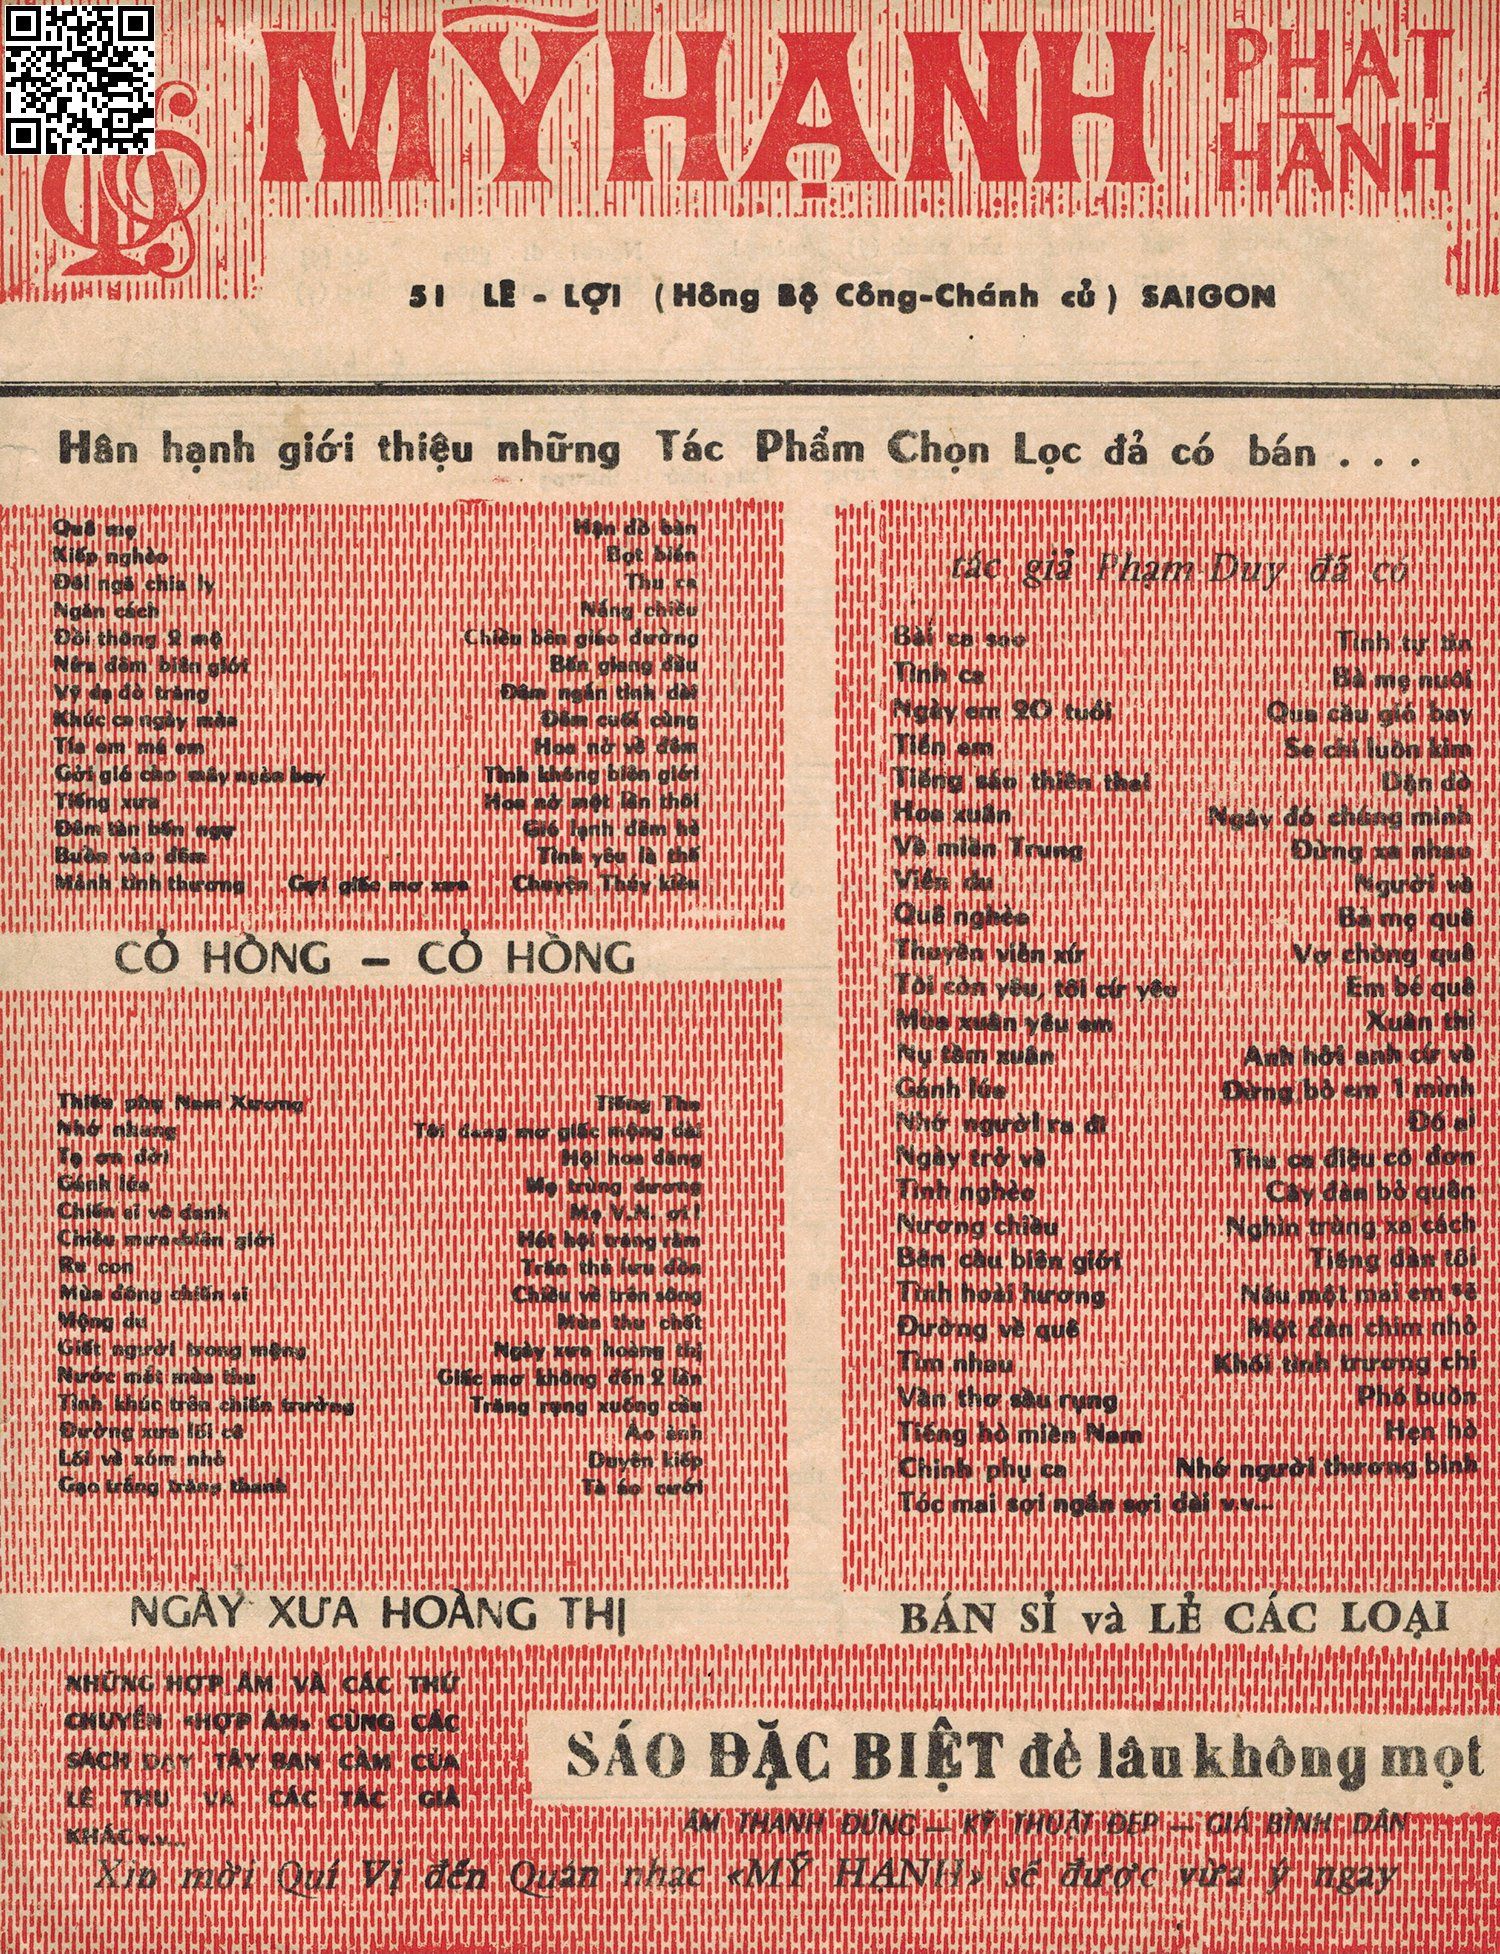 MỸ HẠNH PHÁT HÀNH
51 LÊ - LỢI (Hông Bộ Công-Chánh củ) SAIGON
Hân hạnh giới thiệu những Tác Phẩm Chọn Lọc đả có bán . . .
Quê mẹ Hận đồ bàn
Kiếp nghèo Bọt biển
Đôi ngã chia ly Thu ca
Ngăn cách Nắng chiều
Đồi thông 2 mộ Chiều bên giáo đường
Nửa đêm biên giới Bến giang đầu
Vỹ dạ đò trăng Đêm ngắn tình dài
Khúc ca ngày mùa Đêm cuối cùng
Tía em má em Hoa nở về đêm
Gởi gió cho mây ngàn bay Tình không biên giới
Tiếng xưa Hoa nở một lần thôi
Đêm tàn bến ngự Gió lạnh đêm hè
Buồn vào đêm Tình yêu là thế
Mảnh tình thương Gợi giấc mơ xưa Chuyện Thúy kiều
CỎ HỒNG – CỎ HỒNG
Thiếu phụ Nam Xương Tiếng Thu
Nhớ nhung Tôi đang mơ giấc mộng dài
Tạ ơn đời Hội hoa đăng
Gánh lúa Mẹ trùng dương
Chiến sĩ vô danh Mẹ V.N. ơi!
Chiều mưa biên giới Hát hội trăng rằm
Ru con Trấn thủ lưu đồn
Mùa đông chiến sĩ Chiều về trên sông
Mộng du Mùa thu chết
Giết người trong mộng Ngày xưa hoàng thị
Nước mắt mùa thu Giấc mơ không đến 2 lần
Tình khúc trên chiến trường Trăng rụng xuống cầu
Đường xưa lối cũ Ảo ảnh
Lối về xóm nhỏ Duyên kiếp
Gạo trắng trăng thanh Tà áo cưới
NGÀY XƯA HOÀNG THỊ
tác giả Phạm Duy đã có
Bài ca sao Tình tự tin
Tình ca Bà mẹ nuôi
Ngày em 20 tuổi Qua cầu gió bay
Tiễn em Se chỉ luồn kim
Tiếng sáo thiên thai Dặn dò
Hoa xuân Ngày đó chúng mình
Về miền Trung Đừng xa nhau
Viễn du Người về
Quê nghèo Bà mẹ quê
Thuyền viễn xứ Vợ chồng quê
Tôi còn yêu, tôi cứ yêu Em bé quê
Mùa xuân yêu em Xuân thì
Nụ tầm xuân Anh hỡi anh cứ về
Gánh lúa Đừng bỏ em 1 mình
Nhớ người ra đi Đố ai
Ngày trở về Thu ca điệu cô đơn
Tình nghèo Cây đàn bỏ quên
Nương chiều Nghìn trùng xa cách
Bên cầu biên giới Tiếng đàn tôi
Tình hoài hương Nếu một mai em sẽ
Đường về quê Một đàn chim nhỏ
Tìm nhau Khối tình trương chi
Vần thơ sầu rụng Phố buồn
Tiếng hò miền Nam Hẹn hò
Chinh phụ ca Nhớ người thương binh
Tóc mai sợi ngắn sợi dài v.v...
BÁN SỈ và LẺ CÁC LOẠI
NHỮNG HỢP ÂM VÀ CÁC THỨ
CHUYÊN «HỢP ÂM» CÙNG CÁC
SÁCH DẠY TÂY BAN CẦM CỦA
LÊ THU VÀ CÁC TÁC GIẢ
KHÁC v.v...
SÁO ĐẶC BIỆT để lâu không mọt
ÂM THANH ĐÚNG — KỸ THUẬT ĐẸP — GIÁ BÌNH DÂN
Xin mời Quí Vị đến Quán nhạc «MỸ HẠNH» sẽ được vừa ý ngay